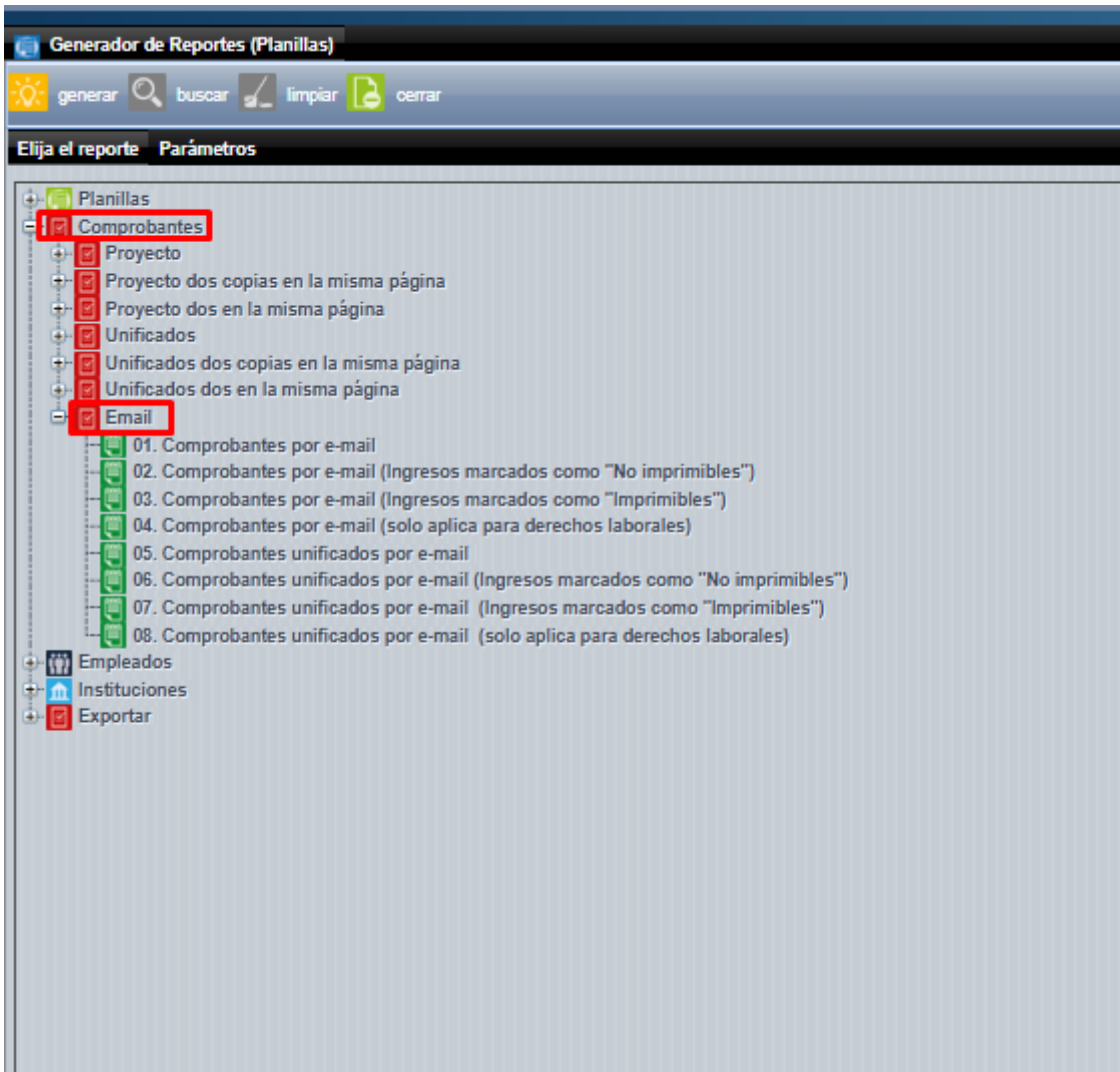 Generador de Reportes (Planillas)
generar buscar limpiar cerrar
Elija el reporte Parámetros
Planillas
Comprobantes
Proyecto
Proyecto dos copias en la misma página
Proyecto dos en la misma página
Unificados
Unificados dos copias en la misma página
Unificados dos en la misma página
Email
01. Comprobantes por e-mail
02. Comprobantes por e-mail (Ingresos marcados como "No imprimibles")
03. Comprobantes por e-mail (Ingresos marcados como "Imprimibles")
04. Comprobantes por e-mail (solo aplica para derechos laborales)
05. Comprobantes unificados por e-mail
06. Comprobantes unificados por e-mail (Ingresos marcados como "No imprimibles")
07. Comprobantes unificados por e-mail (Ingresos marcados como "Imprimibles")
08. Comprobantes unificados por e-mail (solo aplica para derechos laborales)
Empleados
Instituciones
Exportar